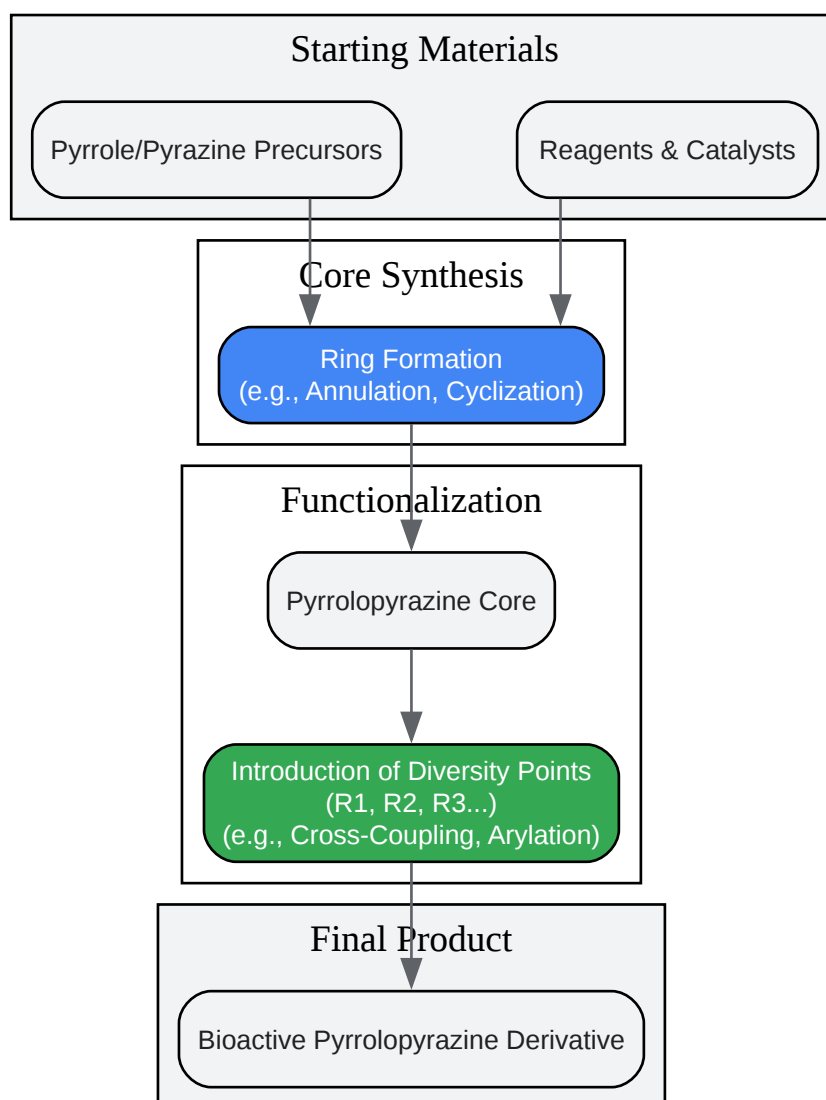 Starting Materials
Pyrrole/Pyrazine Precursors
Reagents & Catalysts
Core Synthesis
Ring Formation
(e.g., Annulation, Cyclization)
Functionalization
Pyrrolopyrazine Core
Introduction of Diversity Points
(R1, R2, R3...)
(e.g., Cross-Coupling, Arylation)
Final Product
Bioactive Pyrrolopyrazine Derivative